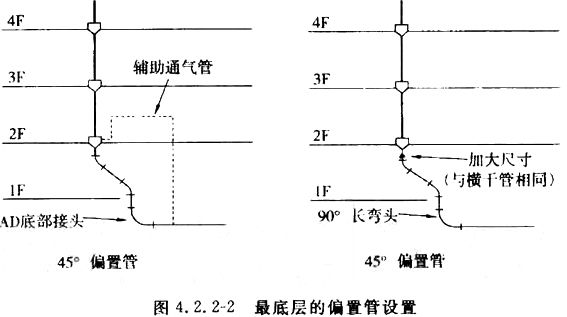 4F
3F
辅助通气管
2F
1F
AD底部接头
45° 偏置管
4F
3F
2F
加大尺寸
(与横干管相同)
1F
90° 长弯头
45° 偏置管
图 4.2.2-2 最底层的偏置管设置